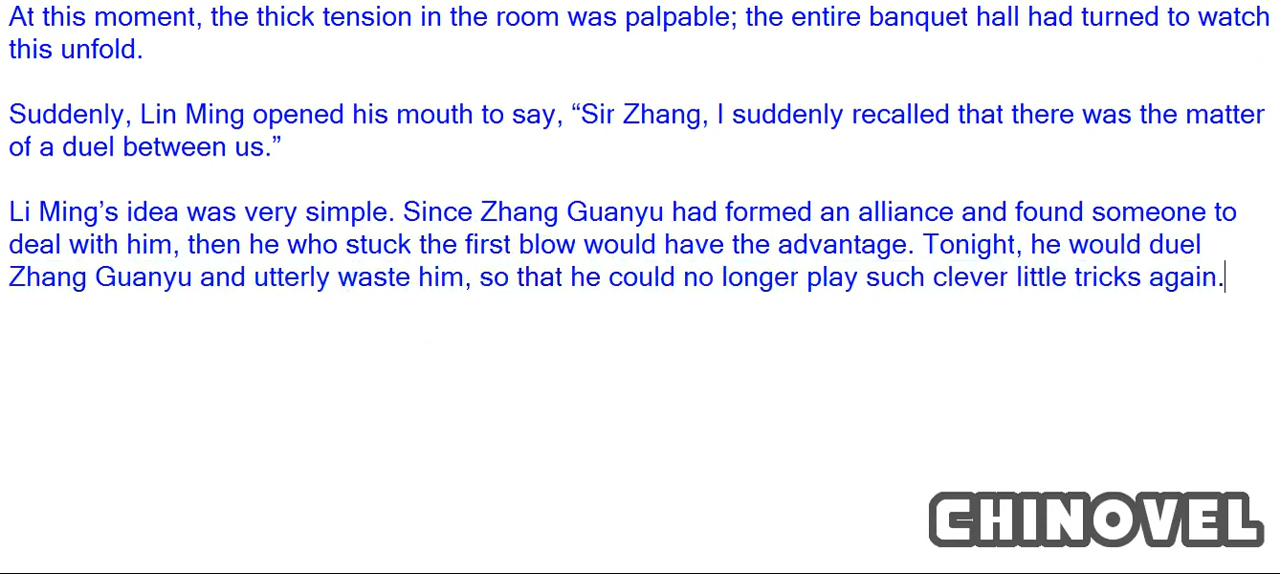 At this moment, the thick tension in the room was palpable; the entire banquet hall had turned to watch
this unfold.
Suddenly, Lin Ming opened his mouth to say, “Sir Zhang, I suddenly recalled that there was the matter
of a duel between us.”
Li Ming’s idea was very simple. Since Zhang Guanyu had formed an alliance and found someone to
deal with him, then he who stuck the first blow would have the advantage. Tonight, he would duel
Zhang Guanyu and utterly waste him, so that he could no longer play such clever little tricks again.
CHINOVEL